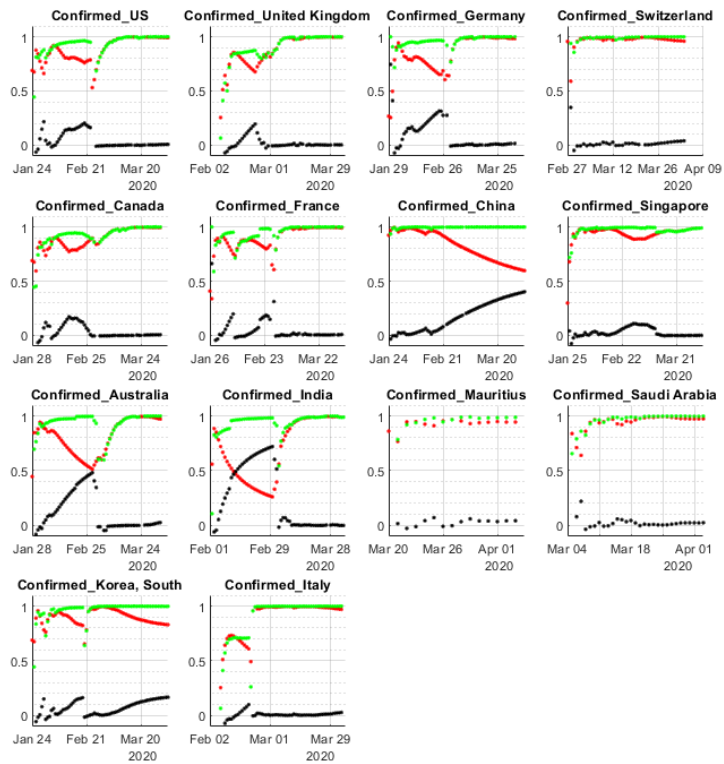 Confirmed_US
1
0.5
0
Jan 24 Feb 21 Mar 20
2020
Confirmed_United Kingdom
1
0.5
0
Feb 02 Mar 01 Mar 29
2020
Confirmed_Germany
1
0.5
0
Jan 29 Feb 26 Mar 25
2020
Confirmed_Switzerland
1
0.5
0
Feb 27 Mar 12 Mar 26 Apr 09
2020
Confirmed_Canada
1
0.5
0
Jan 28 Feb 25 Mar 24
2020
Confirmed_France
1
0.5
0
Jan 26 Feb 23 Mar 22
2020
Confirmed_China
1
0.5
0
Jan 24 Feb 21 Mar 20
2020
Confirmed_Singapore
1
0.5
0
Jan 25 Feb 22 Mar 21
2020
Confirmed_Australia
1
0.5
0
Jan 28 Feb 25 Mar 24
2020
Confirmed_India
1
0.5
0
Feb 01 Feb 29 Mar 28
2020
Confirmed_Mauritius
1
0.5
0
Mar 20 Mar 26 Apr 01
2020
Confirmed_Saudi Arabia
1
0.5
0
Mar 04 Mar 18 Apr 01
2020
Confirmed_Korea, South
1
0.5
0
Jan 24 Feb 21 Mar 20
2020
Confirmed_Italy
1
0.5
0
Feb 02 Mar 01 Mar 29
2020